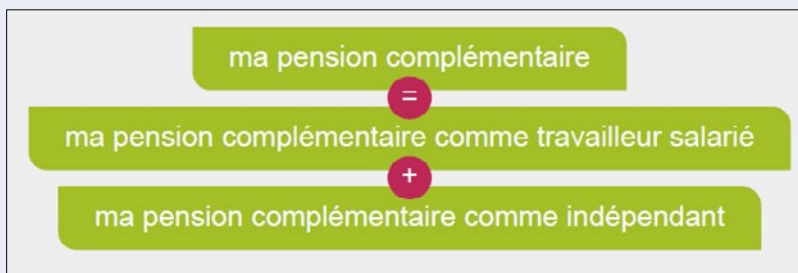 ma pension complémentaire
=
ma pension complémentaire comme travailleur salarié
+
ma pension complémentaire comme indépendant